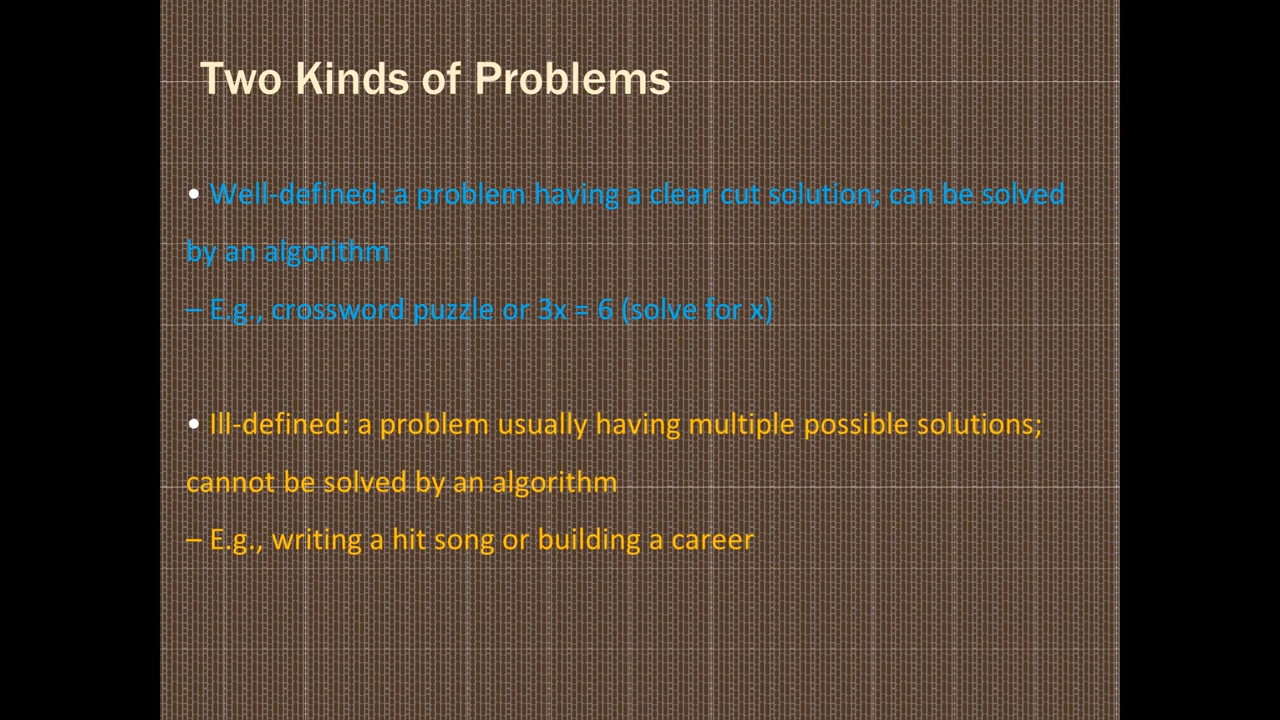 Two Kinds of Problems
• Well-defined: a problem having a clear cut solution; can be solved
by an algorithm
– E.g., crossword puzzle or 3x = 6 (solve for x)
• Ill-defined: a problem usually having multiple possible solutions;
cannot be solved by an algorithm
– E.g., writing a hit song or building a career